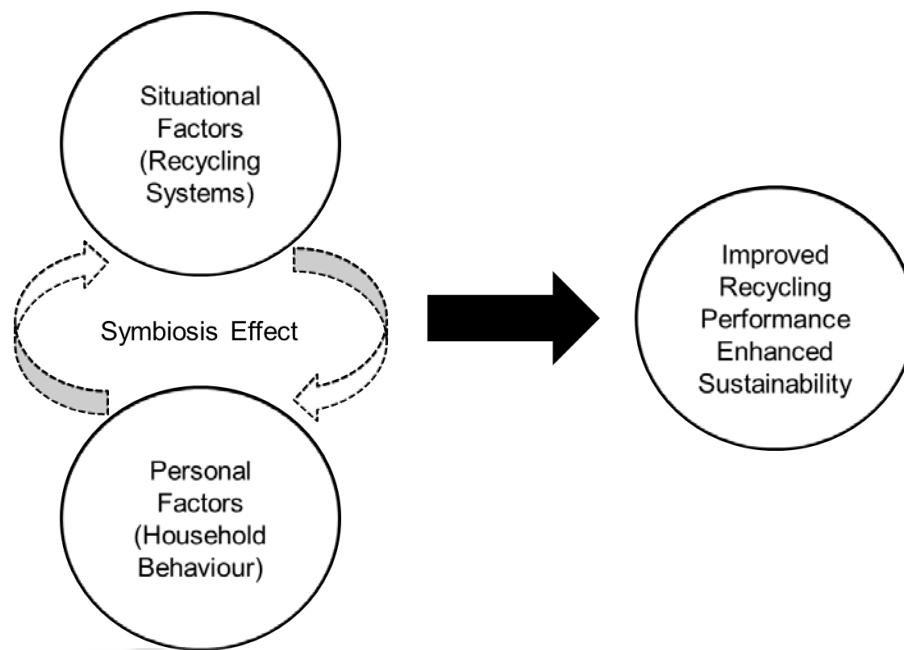 Situational
Factors
(Recycling
Systems)
Symbiosis Effect
Personal
Factors
(Household
Behaviour)
Improved
Recycling
Performance
Enhanced
Sustainability